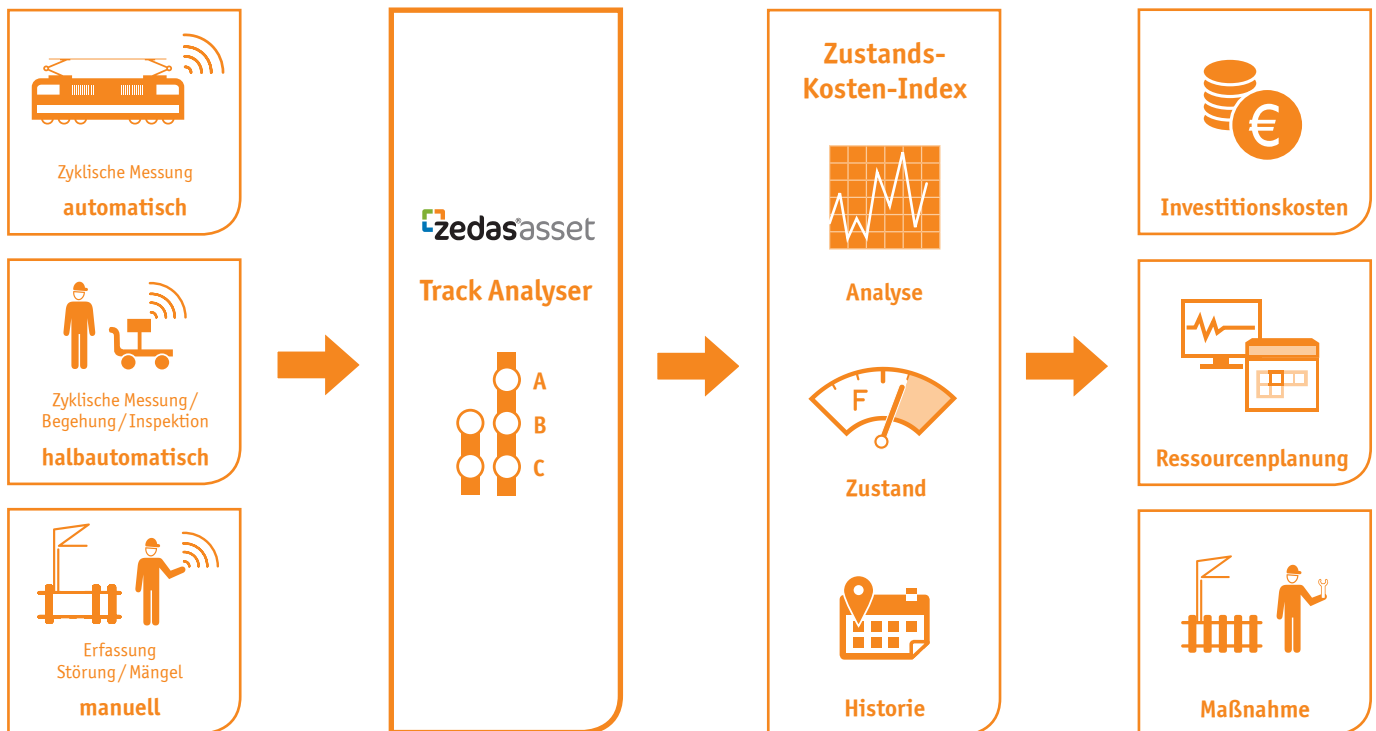 Zyklische Messung
automatisch
Zyklische Messung /
Begehung / Inspektion
halbautomatisch
Erfassung
Störung / Mängel
manuell
zedas®asset
Track Analyser
A
B
C
Zustands-
Kosten-Index
Analyse
F
Zustand
Historie
€
Investitionskosten
Ressourcenplanung
Maßnahme